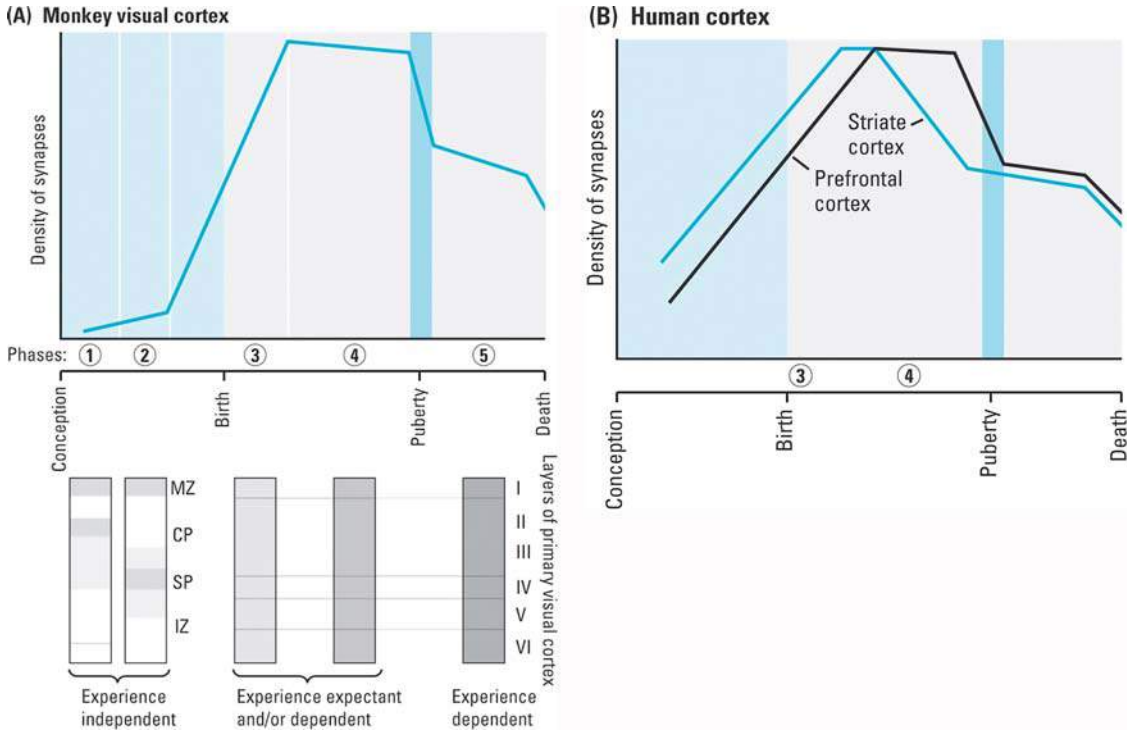 (A) Monkey visual cortex
Density of synapses
Phases: 1 2 3 4 5
Conception
Birth
Puberty
Death
MZ
CP
SP
IZ
I
II
III
IV
V
VI
Layers of primary visual cortex
Experience
independent
Experience expectant
and/or dependent
Experience
dependent
(B) Human cortex
Density of synapses
Striate
cortex
Prefrontal
cortex
3 4
Conception
Birth
Puberty
Death